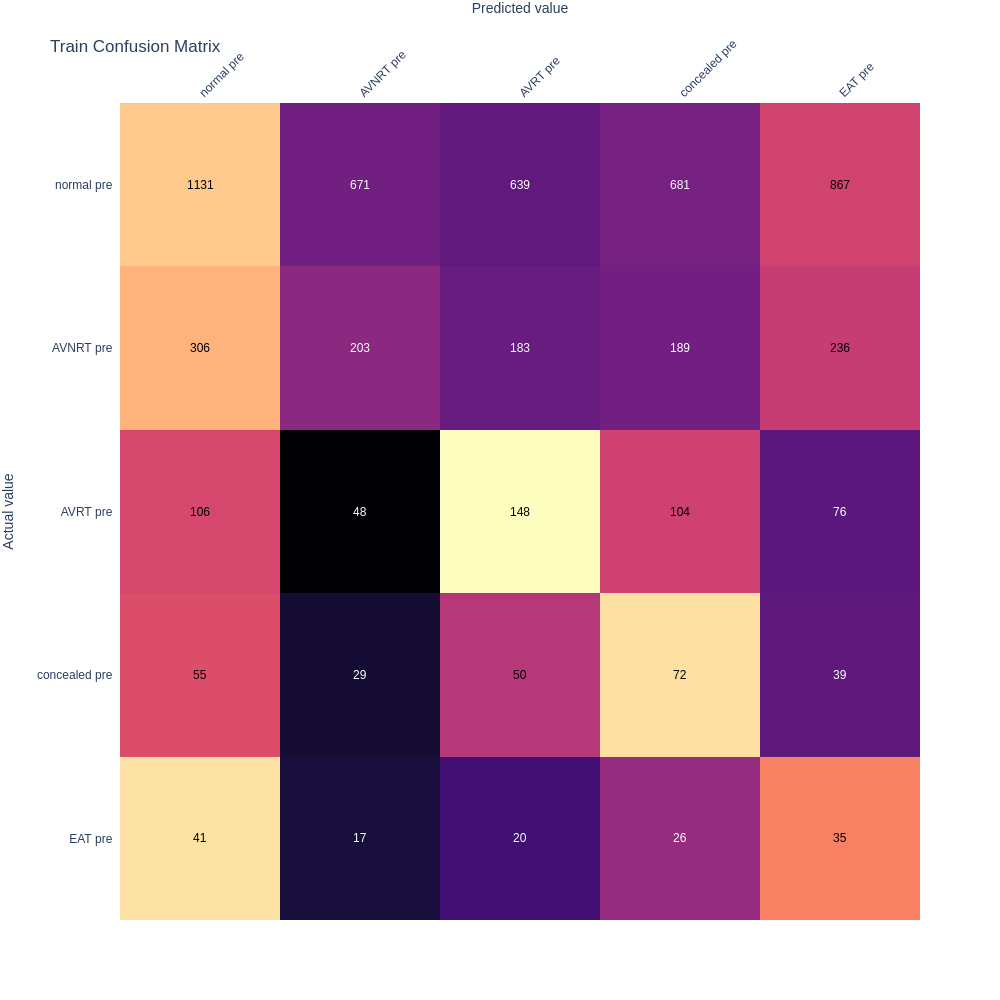 Predicted value
Train Confusion Matrix
normal pre AVNRT pre AVRT pre concealed pre EAT pre
normal pre 1131 671 639 681 867
AVNRT pre 306 203 183 189 236
AVRT pre 106 48 148 104 76
concealed pre 55 29 50 72 39
EAT pre 41 17 20 26 35
Actual value